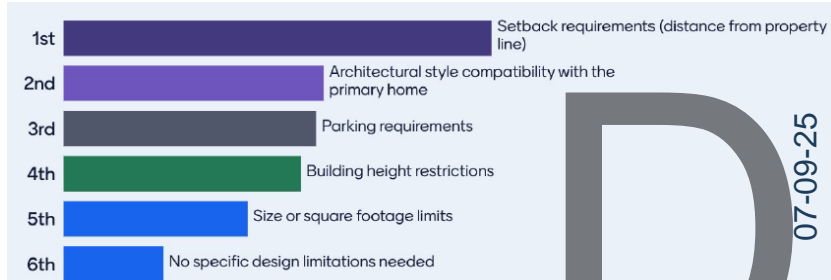 1st
Setback requirements (distance from property
line)
2nd
Architectural style compatibility with the
primary home
3rd
Parking requirements
4th
Building height restrictions
5th
Size or square footage limits
6th
No specific design limitations needed
D
07-09-25